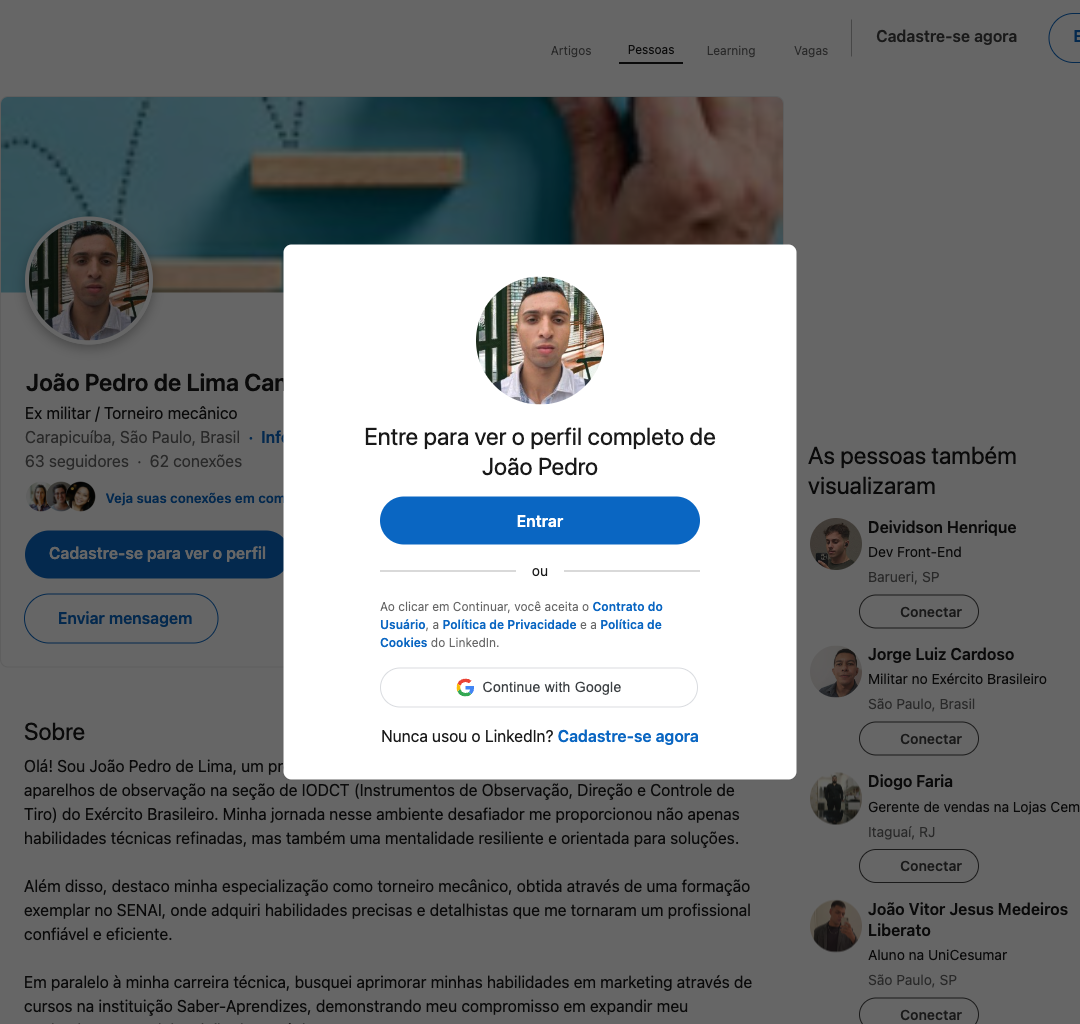 Artigos
Pessoas
Learning
Vagas
Cadastre-se agora
João Pedro de Lima
Ex militar / Torneiro mecânico
Carapicuíba, São Paulo, Brasil ·
63 seguidores · 62 conexões
Veja suas conexões em
Cadastre-se para ver o perfil
Enviar mensagem
Entre para ver o perfil completo de
João Pedro
Entrar
ou
Ao clicar em Continuar, você aceita o Contrato do
Usuário, a Política de Privacidade e a Política de
Cookies do LinkedIn.
Continue with Google
Nunca usou o LinkedIn? Cadastre-se agora
Sobre
Olá! Sou João Pedro de Lima, um
aparelhos de observação na seção de IODCT (Instrumentos de Observação, Direção e Controle de
Tiro) do Exército Brasileiro. Minha jornada nesse ambiente desafiador me proporcionou não apenas
habilidades técnicas refinadas, mas também uma mentalidade resiliente e orientada para soluções.
Além disso, destaco minha especialização como torneiro mecânico, obtida através de uma formação
exemplar no SENAI, onde adquiri habilidades precisas e detalhistas que me tornaram um profissional
confiável e eficiente.
Em paralelo à minha carreira técnica, busquei aprimorar minhas habilidades em marketing através de
cursos na instituição Saber-Aprendizes, demonstrando meu compromisso em expandir meu
As pessoas também
visualizaram
Deividson Henrique
Dev Front-End
Barueri, SP
Conectar
Jorge Luiz Cardoso
Militar no Exército Brasileiro
São Paulo, Brasil
Conectar
Diogo Faria
Gerente de vendas na Lojas Cem
Itaguaí, RJ
Conectar
João Vitor Jesus Medeiros
Liberato
Aluno na UniCesumar
São Paulo, SP
Conectar